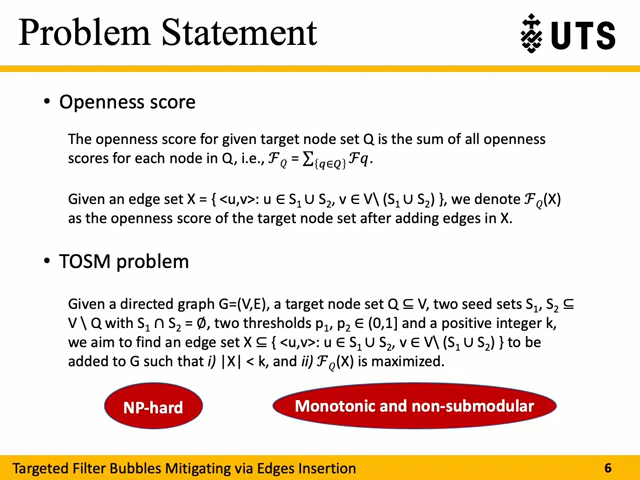 Problem Statement
UTS
• Openness score
The openness score for given target node set Q is the sum of all openness
scores for each node in Q, i.e., ℱQ = ∑{q∈Q} ℱq.
Given an edge set X = { <u,v>: u ∈ S₁ ∪ S₂, v ∈ V\ (S₁ ∪ S₂) }, we denote ℱQ(X)
as the openness score of the target node set after adding edges in X.
• TOSM problem
Given a directed graph G=(V,E), a target node set Q ⊆ V, two seed sets S₁, S₂ ⊆
V \ Q with S₁ ∩ S₂ = Ø, two thresholds p₁, p₂ ∈ (0,1] and a positive integer k,
we aim to find an edge set X ⊆ { <u,v>: u ∈ S₁ ∪ S₂, v ∈ V\ (S₁ ∪ S₂) } to be
added to G such that i) |X| < k, and ii) ℱQ(X) is maximized.
NP-hard
Monotonic and non-submodular
Targeted Filter Bubbles Mitigating via Edges Insertion
6